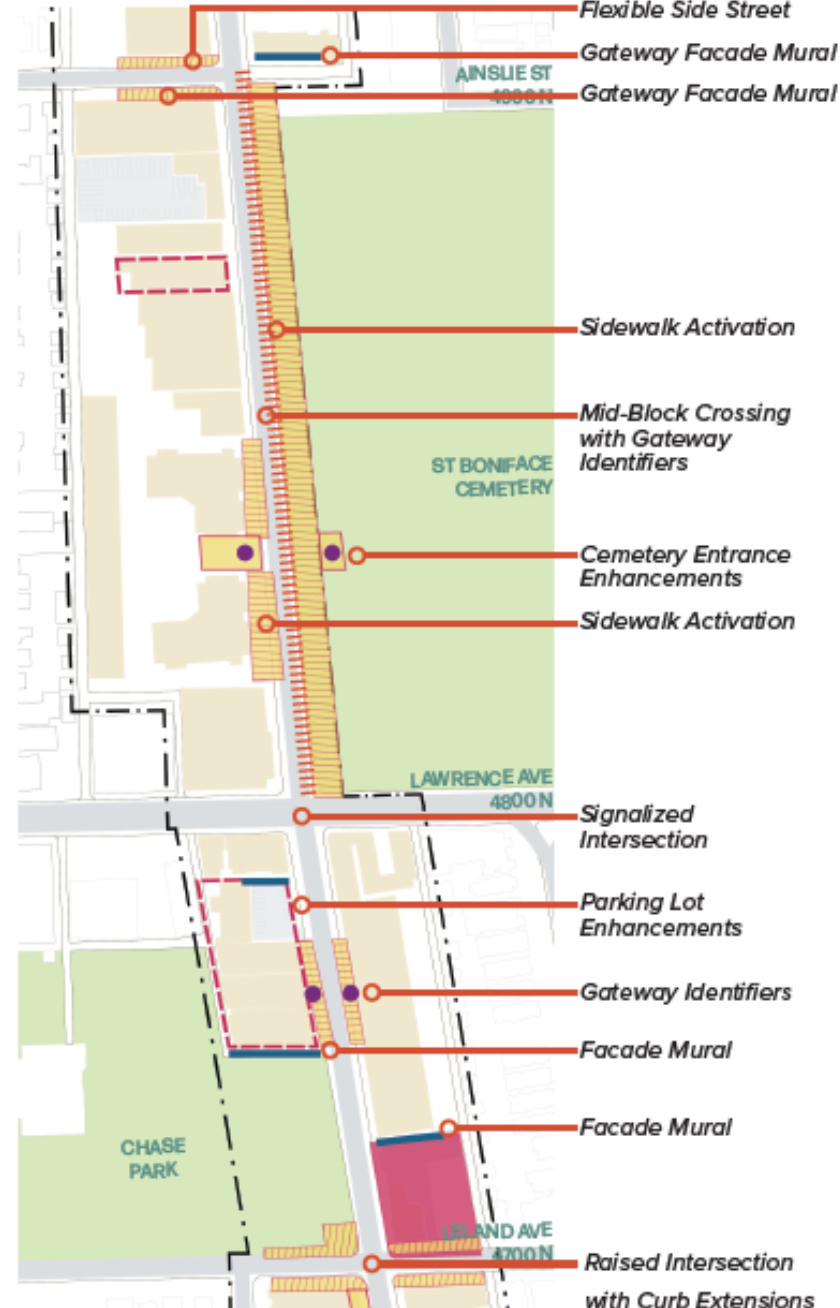 Flexible Side Street
Gateway Facade Mural
AINSLIE ST
4900 N
Gateway Facade Mural
Sidewalk Activation
Mid-Block Crossing
with Gateway
Identifiers
ST BONIFACE
CEMETERY
Cemetery Entrance
Enhancements
Sidewalk Activation
LAWRENCE AVE
4800 N
Signalized
Intersection
Parking Lot
Enhancements
Gateway Identifiers
Facade Mural
Facade Mural
CHASE
PARK
LELAND AVE
4700 N
Raised Intersection
with Curb Extensions